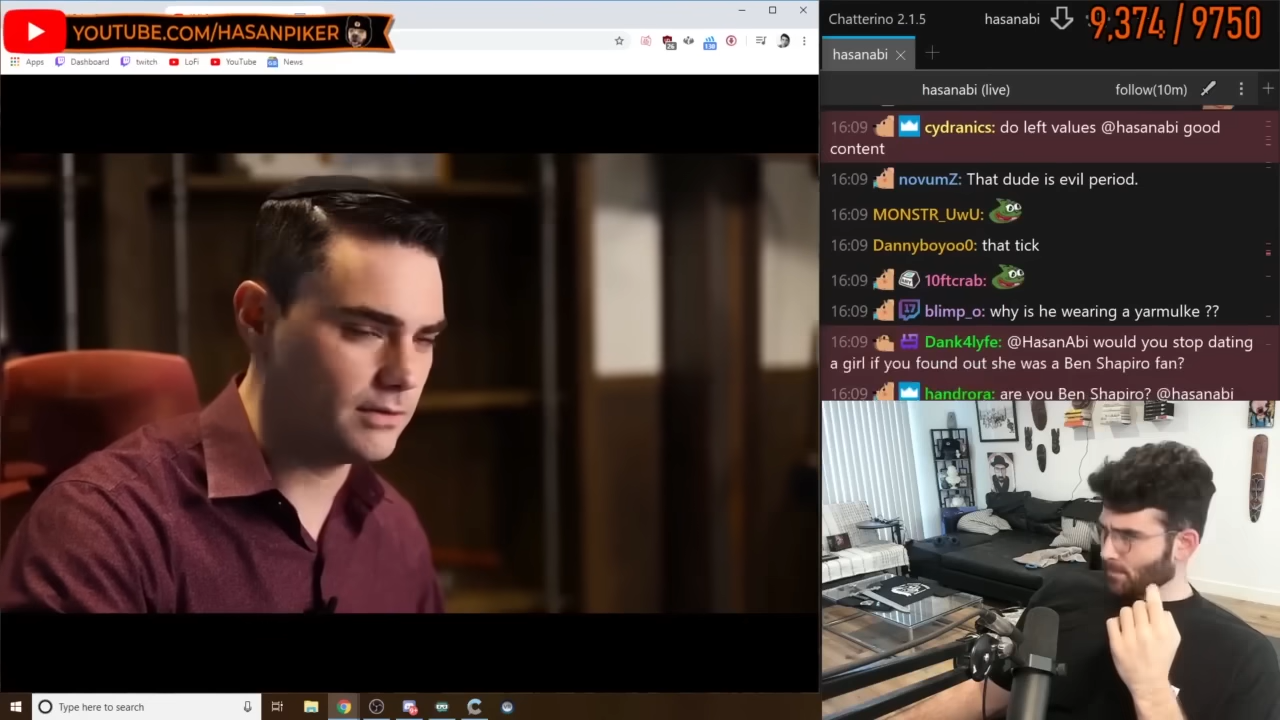 YOUTUBE.COM/HASANPIKER
26
138
Apps
Dashboard
twitch
LoFi
YouTube
News
Type here to search
Chatterino 2.1.5
hasanabi
9,374 / 9750
hasanabi
hasanabi (live)
follow(10m)
16:09 cydranics: do left values @hasanabi good
content
16:09 novumZ: That dude is evil period.
16:09 MONSTR_UwU:
16:09 Dannyboyoo0: that tick
16:09 10ftcrab:
16:09 17 blimp_o: why is he wearing a yarmulke ??
16:09 Dank4lyfe: @HasanAbi would you stop dating
a girl if you found out she was a Ben Shapiro fan?
16:09 handrora: are you Ben Shapiro? @hasanabi